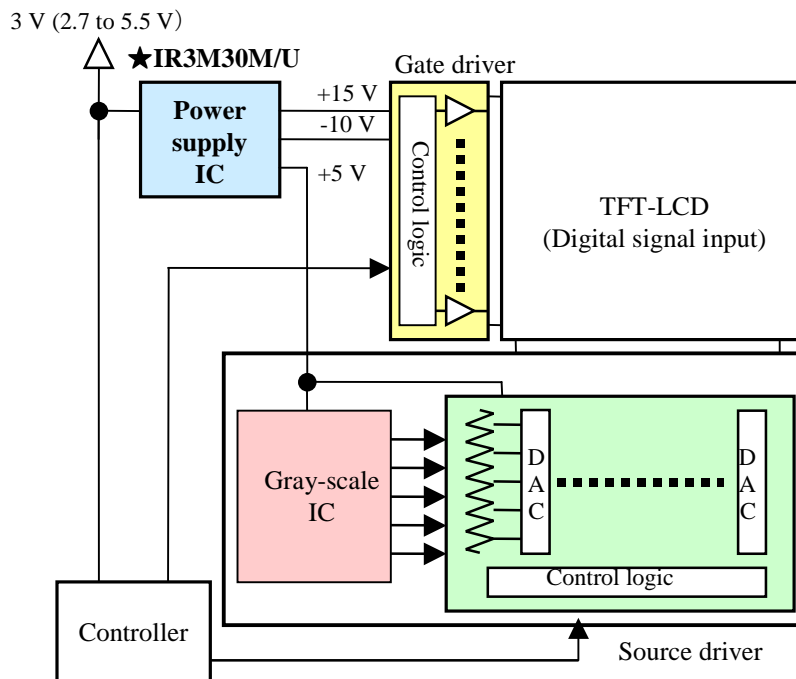 3 V (2.7 to 5.5 V)
★IR3M30M/U
Gate driver
Power
supply
IC
+15 V
-10 V
+5 V
Control logic
TFT-LCD
(Digital signal input)
Gray-scale
IC
D
A
C
D
A
C
Control logic
Controller
Source driver